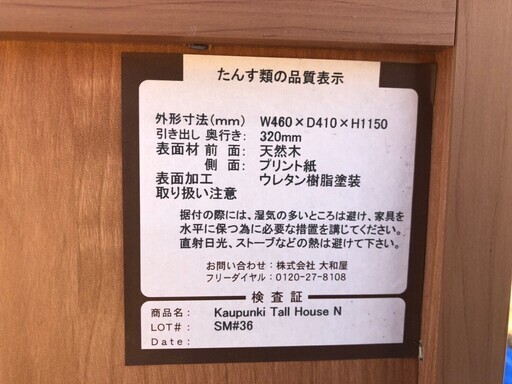 たんす類の品質表示
外形寸法(mm) W460×D410×H1150
引き出し 奥行き: 320mm
表面材 前 面: 天然木
側 面: プリント紙
表面加工 ウレタン樹脂塗装
取り扱い注意
据付の際には、湿気の多いところは避け、家具を
水平に保つ為に必要な措置を講じてください。
直射日光、ストーブなどの熱は避けて下さい。
お問い合わせ:株式会社 大和屋
フリーダイヤル:0120-27-8108
検 査 証
商品名: Kaupunki Tall House N
LOT#: SM#36
Date: